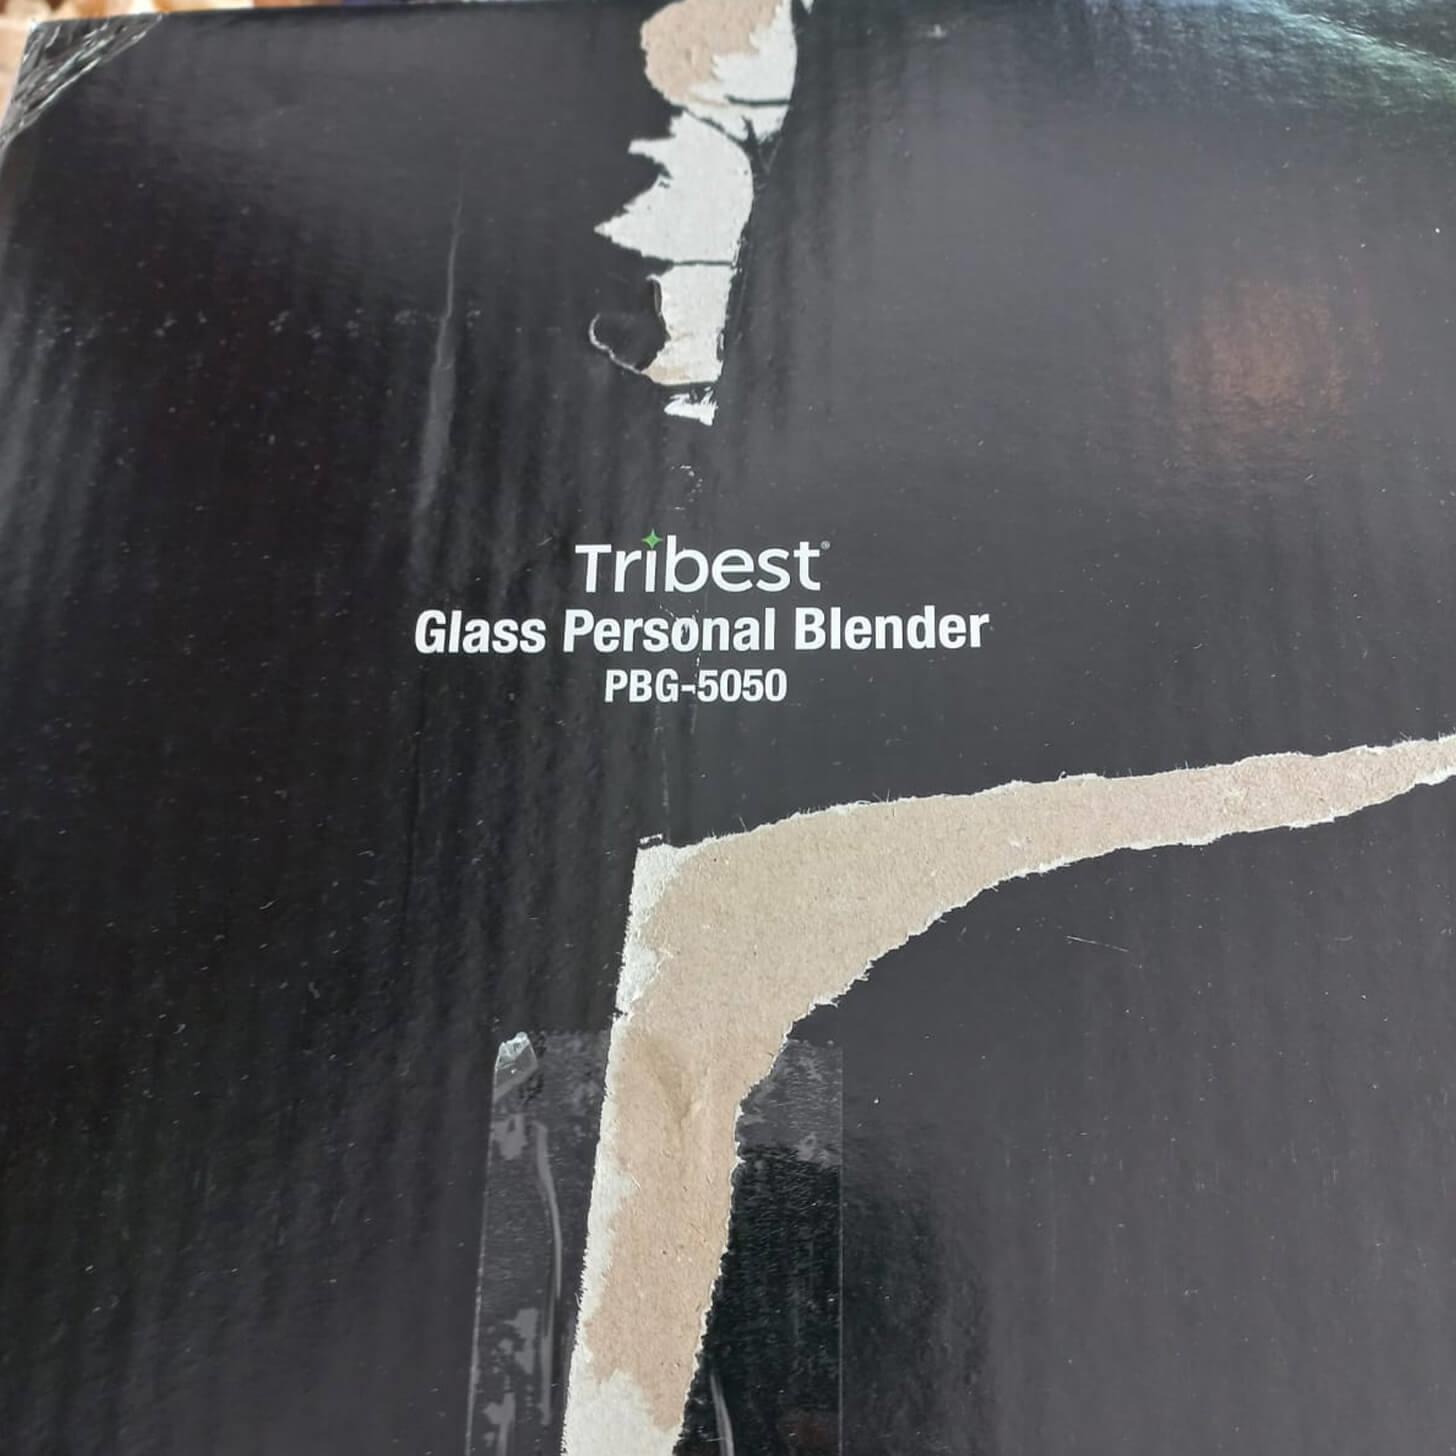 Tribest®
Glass Personal Blender
PBG-5050